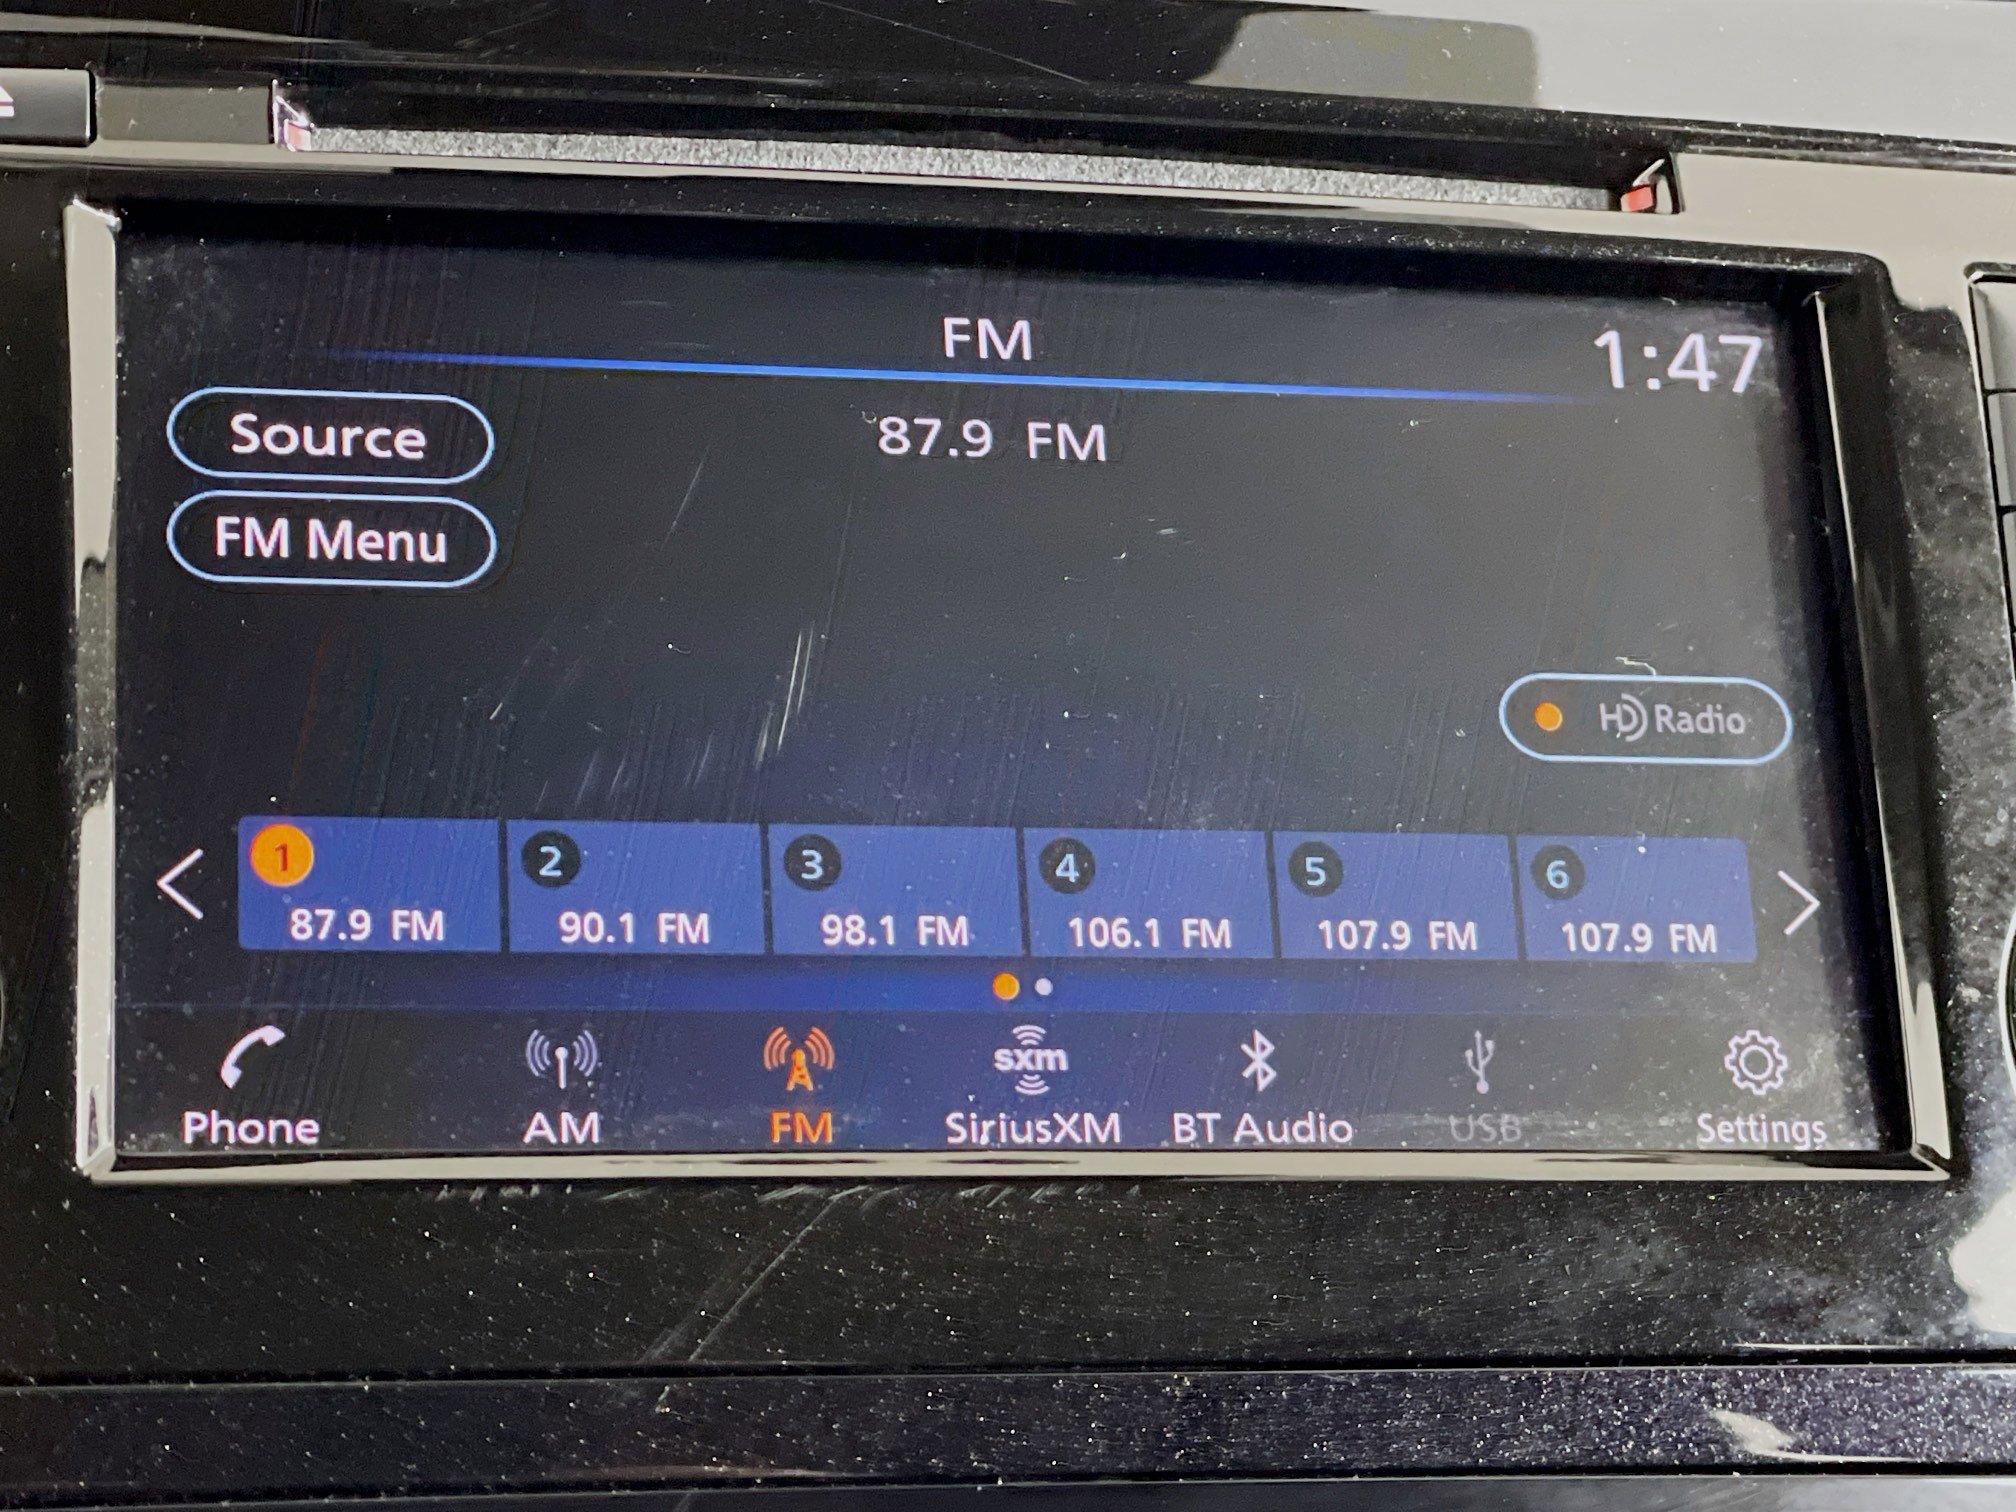 FM
1:47
Source
87.9 FM
FM Menu
HD Radio
1 2 3 4 5 6
87.9 FM 90.1 FM 98.1 FM 106.1 FM 107.9 FM 107.9 FM
sxm
Phone AM FM SiriusXM BT Audio USB Settings